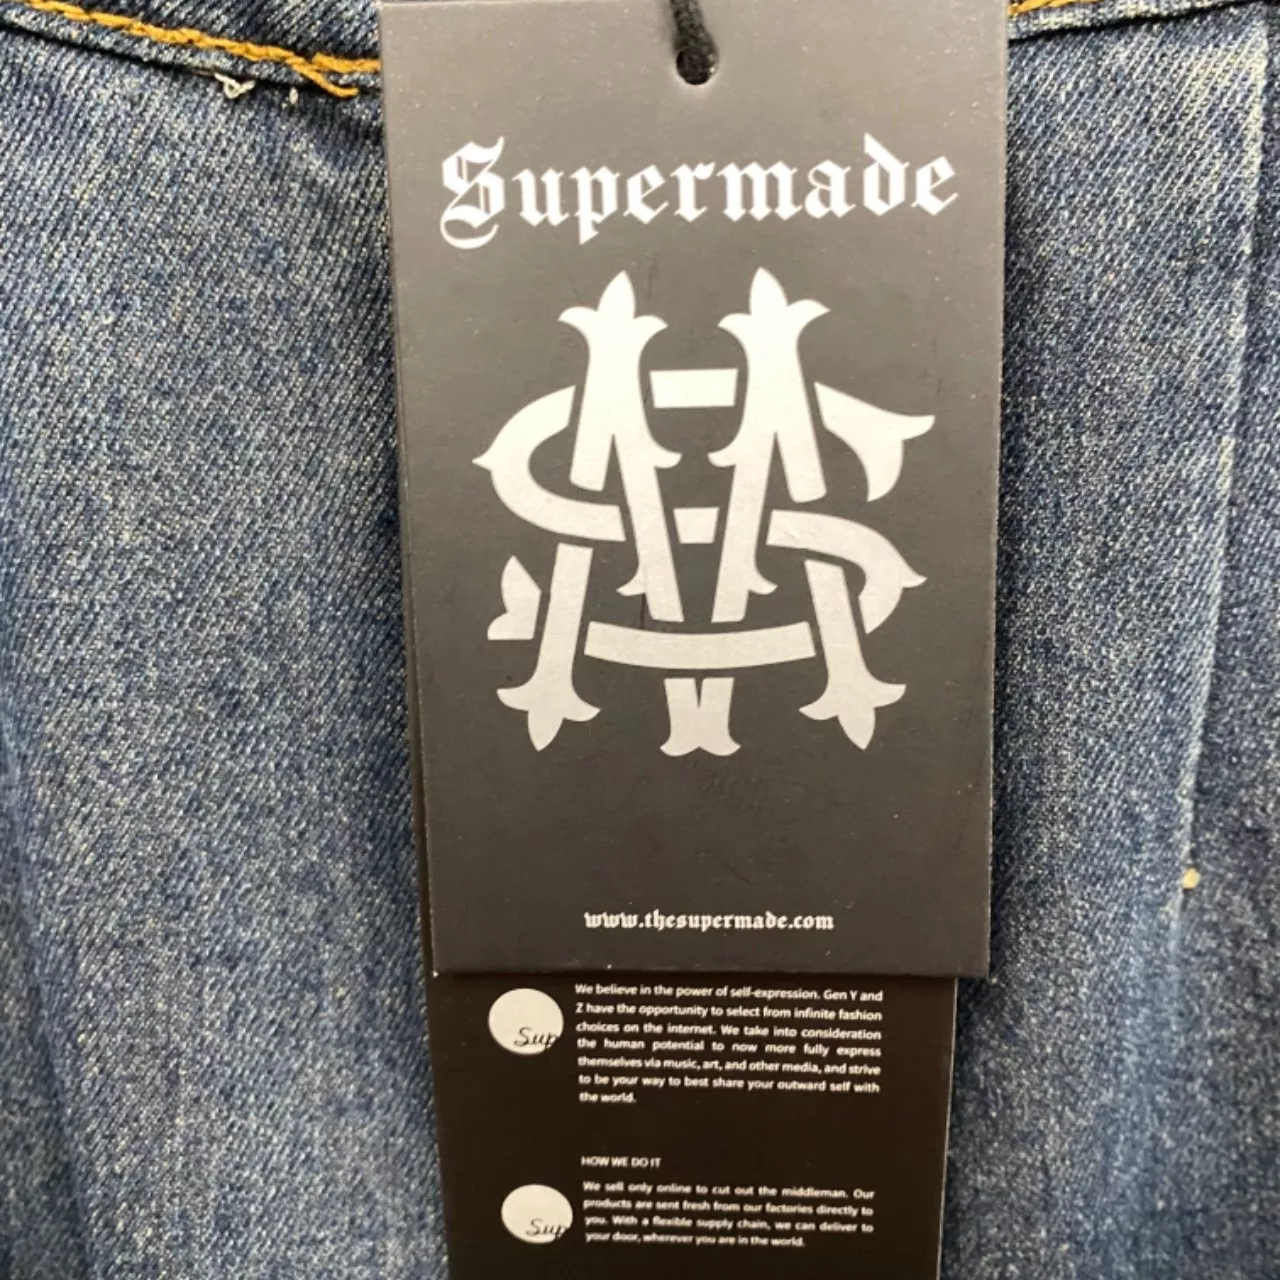 Supermade
www.thesupermade.com
We believe in the power of self-expression. Gen Y and
Z have the opportunity to select from infinite fashion
choices on the internet. We take into consideration
the human potential to now more fully express
themselves via music, art, and other media, and strive
to be your way to best share your outward self with
the world.
Sup
HOW WE DO IT
We sell only online to cut out the middleman. Our
products are sent fresh from our factories directly to
you. With a flexible supply chain, we can deliver to
your door, wherever you are in the world.
Sup